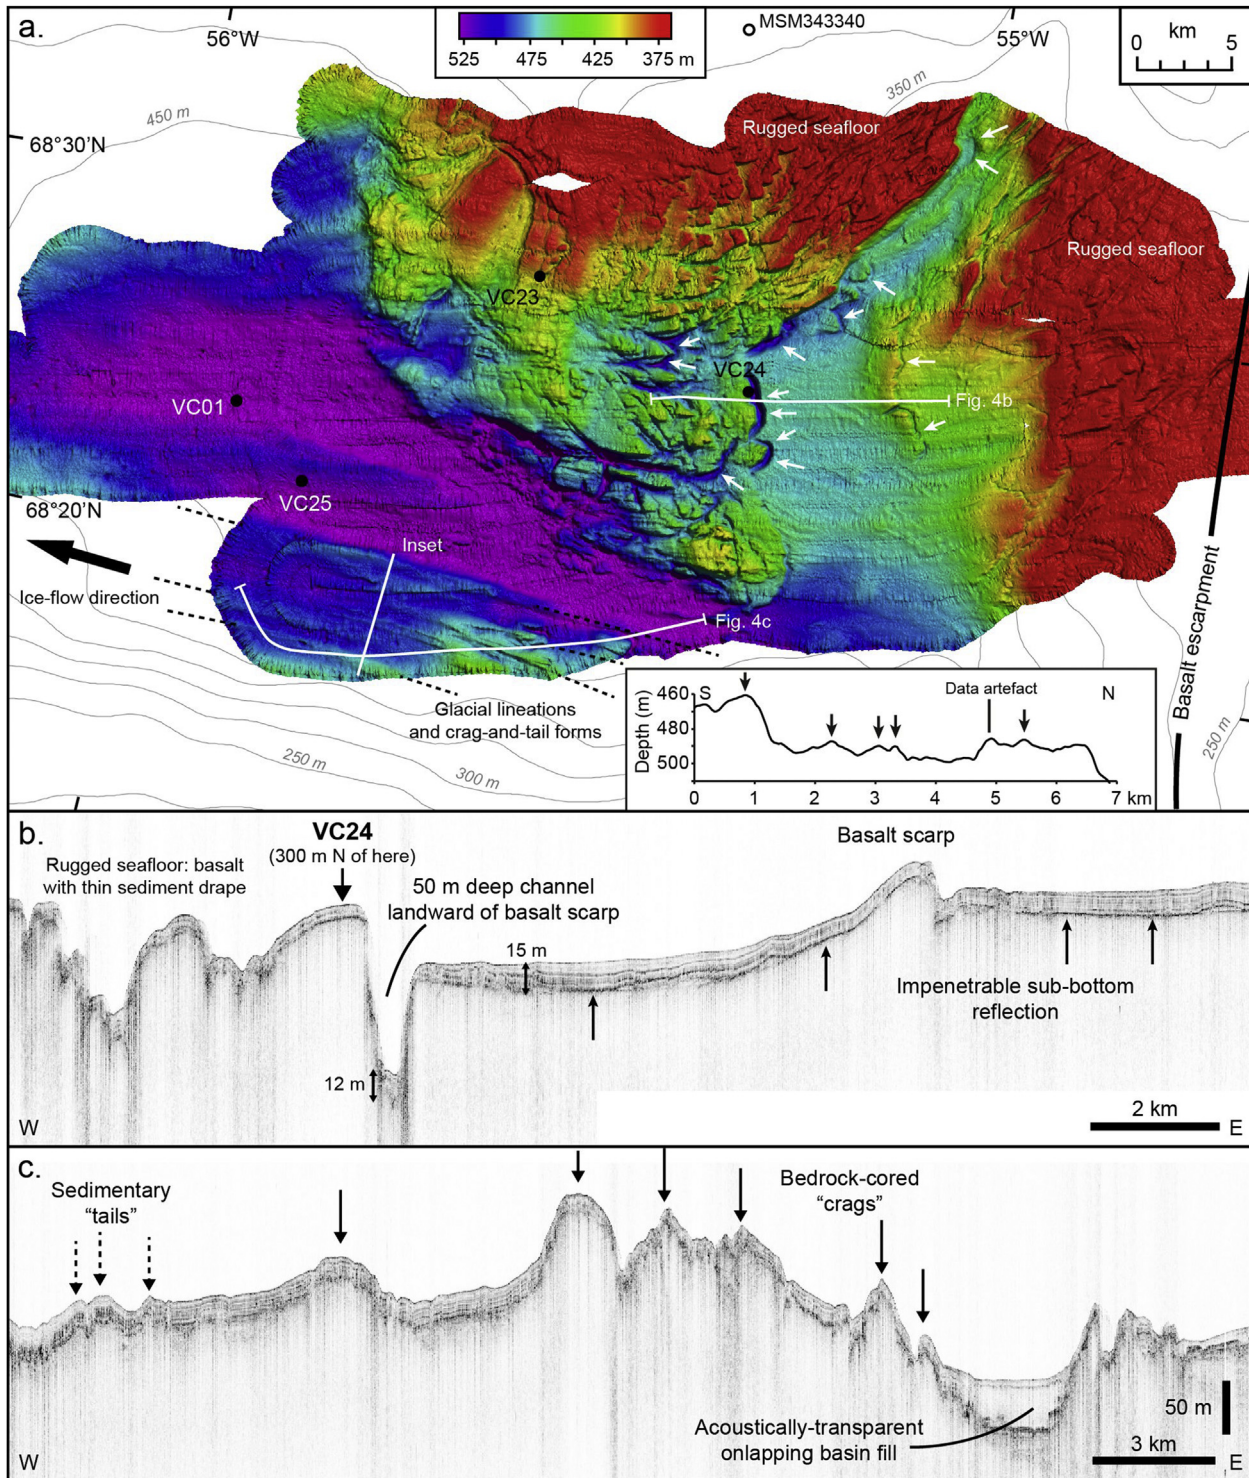 a.
56°W
525 475 425 375 m
MSM343340
55°W
km
0 5
450 m
350 m
68°30'N
Rugged seafloor
Rugged seafloor
VC23
VC24
VC01
Fig. 4b
VC25
68°20'N
Inset
Ice-flow direction
Fig. 4c
Glacial lineations
and crag-and-tail forms
250 m
300 m
Basalt escarpment
250 m
Depth (m)
460
480
500
S
Data artefact
N
0 1 2 3 4 5 6 7 km
b.
Rugged seafloor: basalt
with thin sediment drape
VC24
(300 m N of here)
50 m deep channel
landward of basalt scarp
Basalt scarp
15 m
12 m
Impenetrable sub-bottom
reflection
2 km
W
E
c.
Sedimentary
"tails"
Bedrock-cored
"crags"
Acoustically-transparent
onlapping basin fill
50 m
3 km
W
E